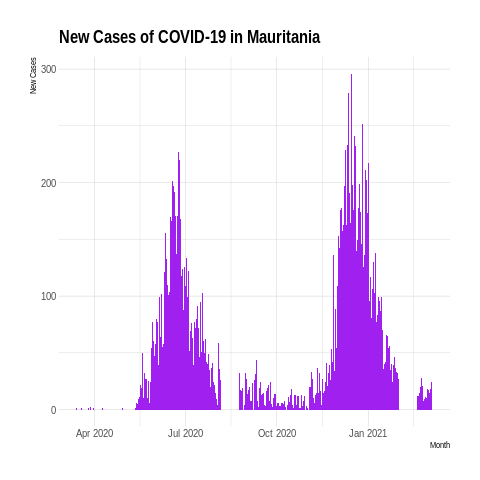 New Cases of COVID-19 in Mauritania
New Cases
300
200
100
0
Apr 2020 Jul 2020 Oct 2020 Jan 2021
Month